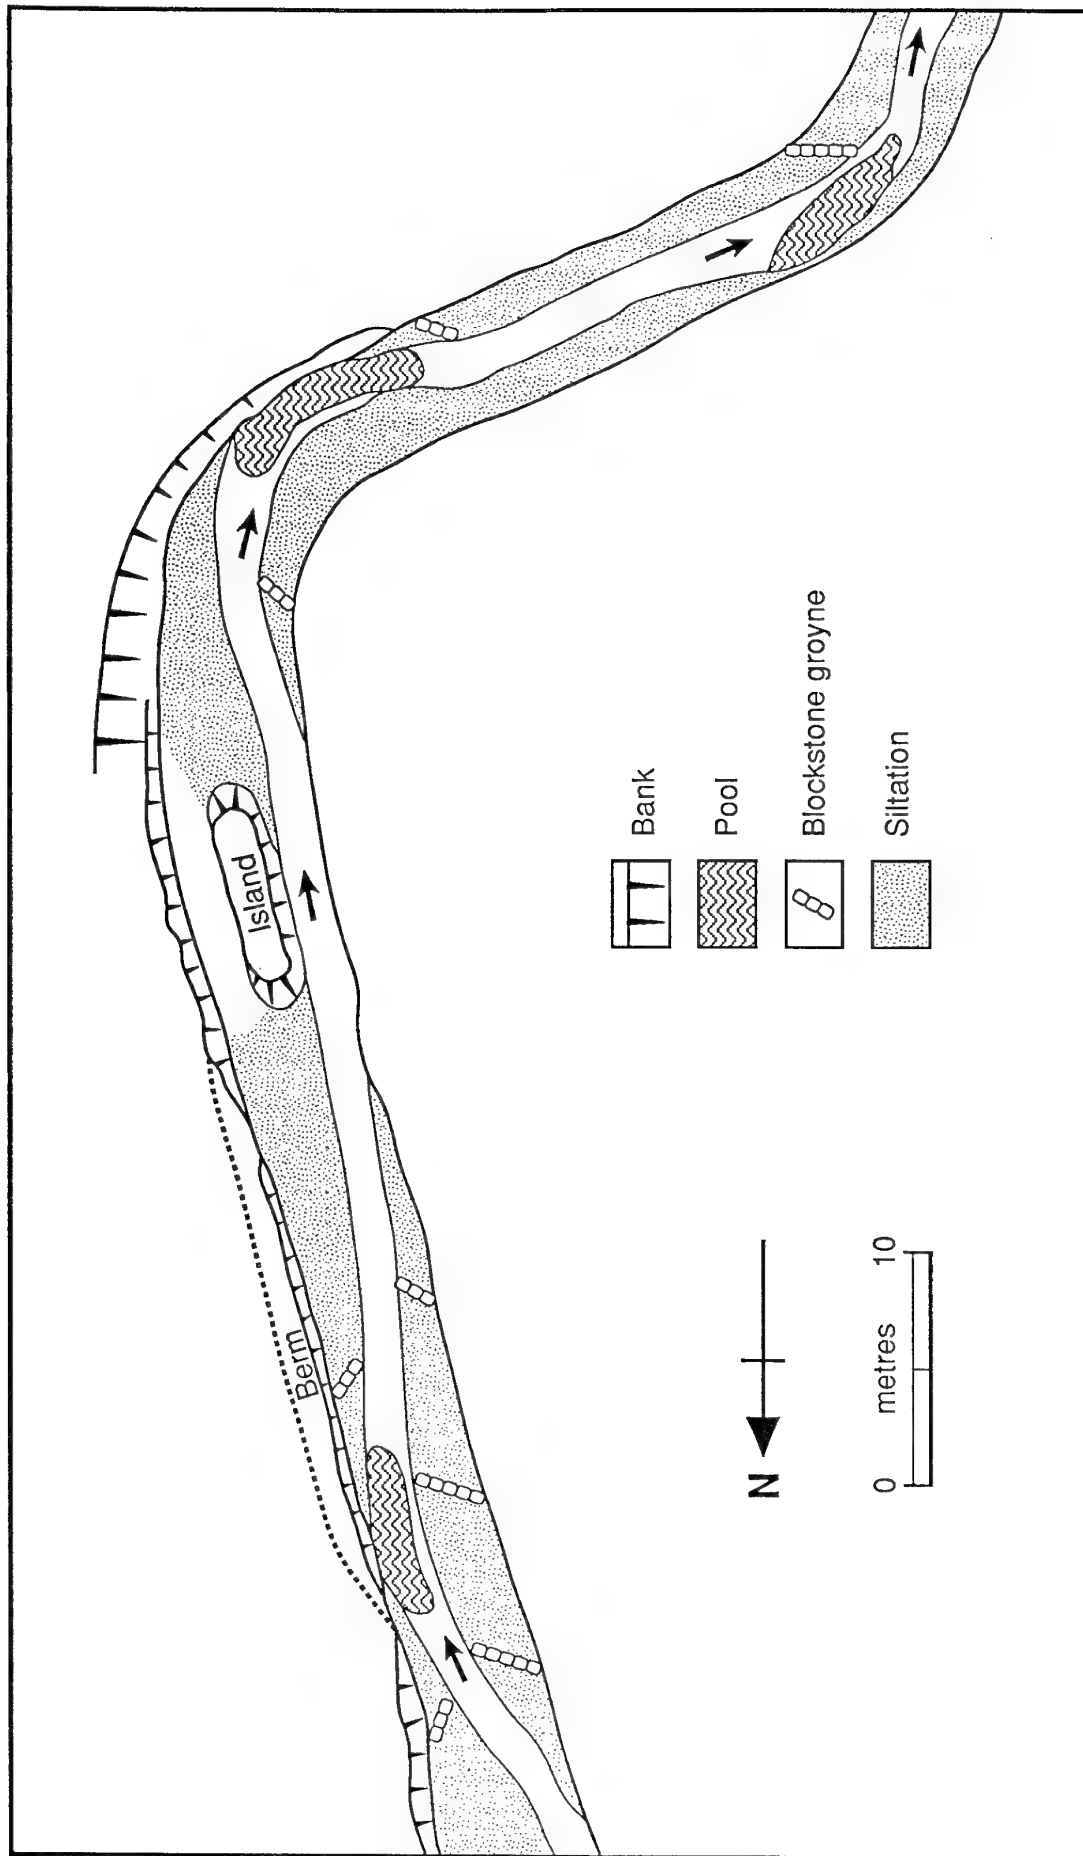 Berm
Island
Bank
Pool
Blockstone groyne
Siltation
N
0 metres 10